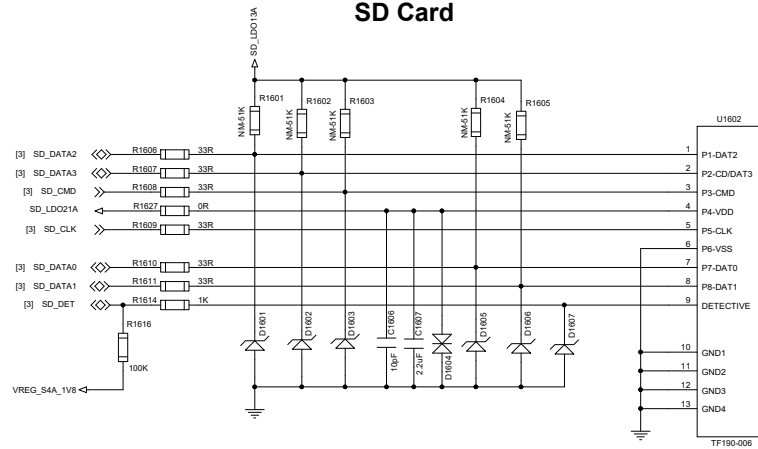 SD Card
SD_LDO13A
R1601
R1602
R1603
R1604
R1605
NM-51K
NM-51K
NM-51K
NM-51K
NM-51K
U1602
[3] SD_DATA2 R1606 33R 1 P1-DAT2
[3] SD_DATA3 R1607 33R 2 P2-CD/DAT3
[3] SD_CMD R1608 33R 3 P3-CMD
SD_LDO21A R1627 0R 4 P4-VDD
[3] SD_CLK R1609 33R 5 P5-CLK
6 P6-VSS
[3] SD_DATA0 R1610 33R 7 P7-DAT0
[3] SD_DATA1 R1611 33R 8 P8-DAT1
[3] SD_DET R1614 1K 9 DETECTIVE
R1616
100K
VREG_S4A_1V8
D1601
D1602
D1603
C1606
10pF
C1607
2.2uF
D1604
D1605
D1606
D1607
10 GND1
11 GND2
12 GND3
13 GND4
TF190-006